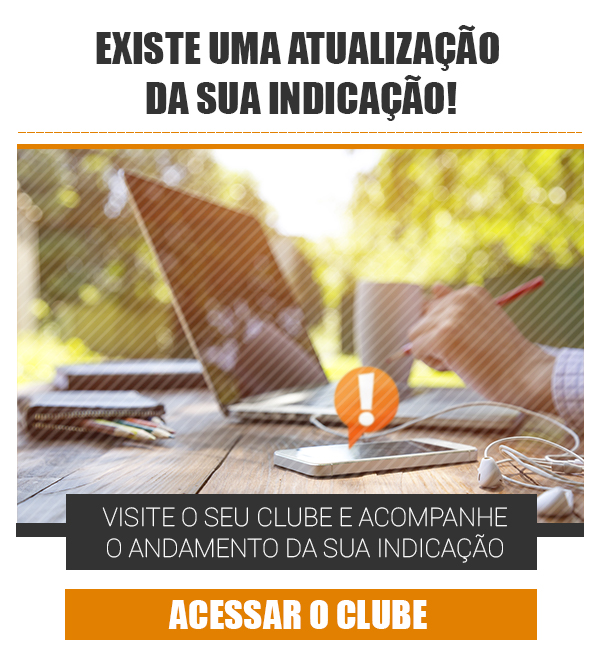 EXISTE UMA ATUALIZAÇÃO
DA SUA INDICAÇÃO!
!
VISITE O SEU CLUBE E ACOMPANHE
O ANDAMENTO DA SUA INDICAÇÃO
ACESSAR O CLUBE